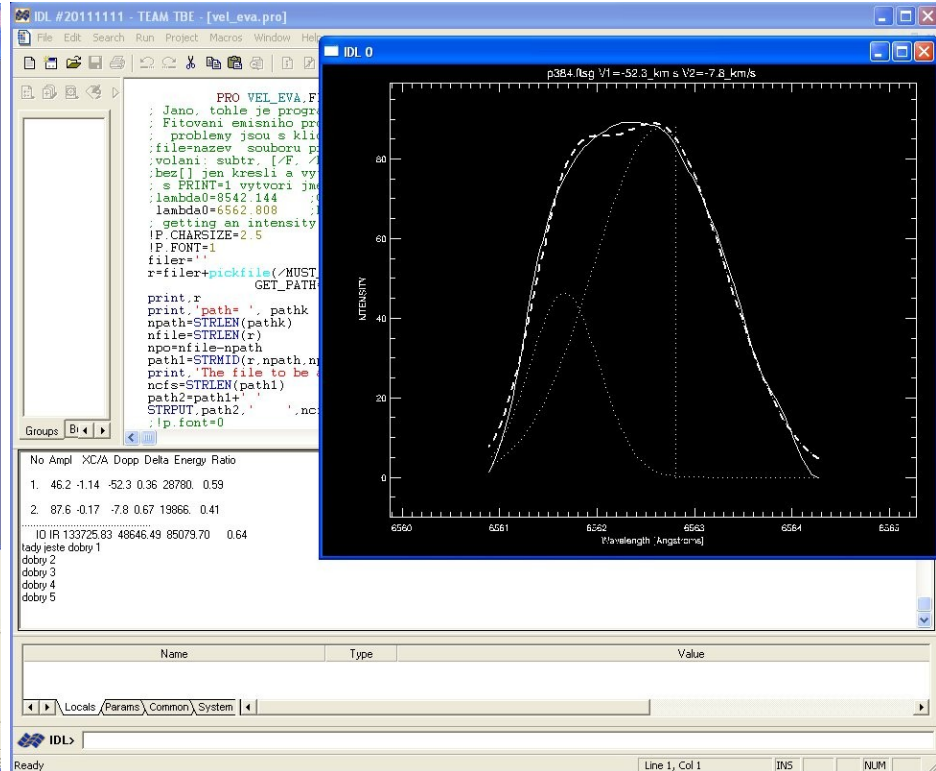 IDL #20111111 - TEAM TBE - [vel_eva.pro]
File Edit Search Run Project Macros Window Help
PRO VEL_EVA,
; Jano, tohle je
; Fitovani emisniho
; problemy jsou s
;file=nazev souboru
;volani: subtr, [/F,
;bez[] jen kresli a
; s PRINT=1 vytvori
;lambda0=8542.144
lambda0=6562.808
; getting an intensity
!P.CHARSIZE=2.5
!P.FONT=1
filer=''
r=filer+pickfile(/MUST_
GET_PATH=
print,r
print,'path= ', pathk
npath=STRLEN(pathk)
nfile=STRLEN(r)
npo=nfile-npath
path1=STRMID(r,npath,
print,'The file to be
ncfs=STRLEN(path1)
path2=path1+' '
STRPUT,path2,' ',
;!p.font=0
Groups
IDL 0
V1=-52.3_km s V2=-7.8_km/s
80
60
40
20
0
INTENSITY
6560 6561 6562 6563 6564 6565
Wavelength [Angstroms]
No Ampl XC/A Dopp Delta Energy Ratio
1. 46.2 -1.14 -52.3 0.36 28780. 0.59
2. 87.6 -0.17 -7.8 0.67 19866. 0.41
IO IR 133725.83 48646.49 85079.70 0.64
tady jeste dobry 1
dobry 2
dobry 3
dobry 4
dobry 5
Name Type Value
Locals Params Common System
IDL>
Ready Line 1, Col 1 INS NUM